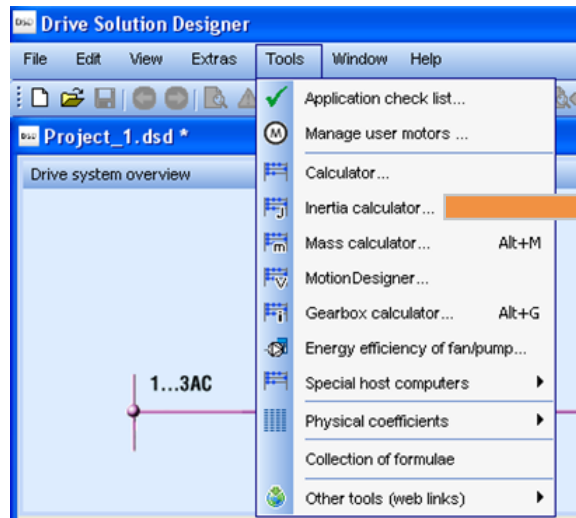 DSD Drive Solution Designer
File Edit View Extras Tools Window Help
DSD Project_1.dsd *
Drive system overview
Application check list...
M Manage user motors ...
Calculator...
J Inertia calculator...
m Mass calculator... Alt+M
v MotionDesigner...
i Gearbox calculator... Alt+G
Energy efficiency of fan/pump...
Special host computers
1...3AC
Physical coefficients
Collection of formulae
Other tools (web links)